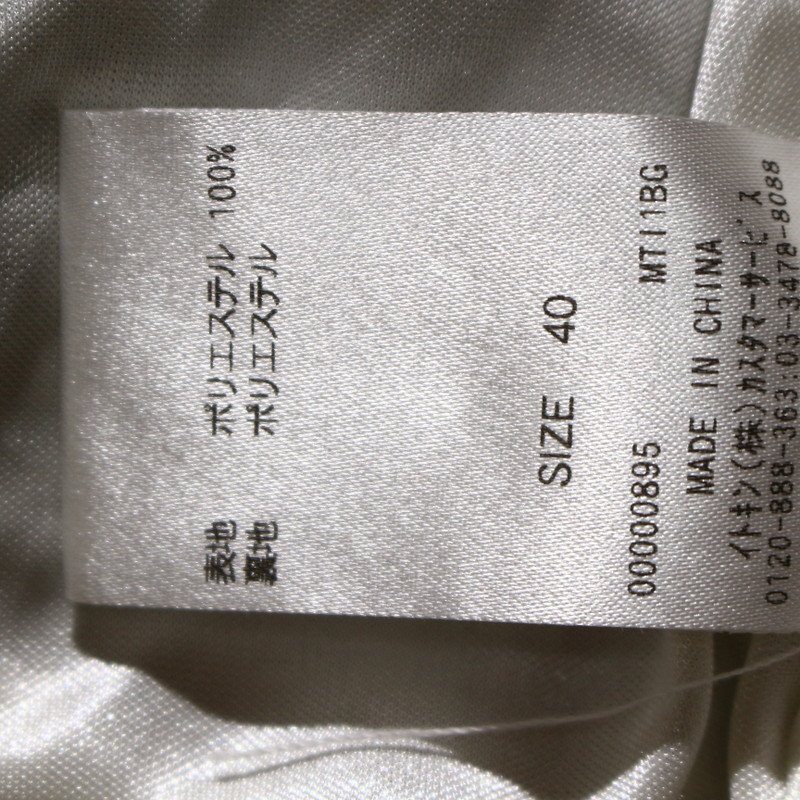 表地 ポリエステル 100%
裏地 ポリエステル
SIZE 40
00000895 MTI1BG
MADE IN CHINA
イトキン(株)カスタマーサービス
0120-888-363:03-3478-8088